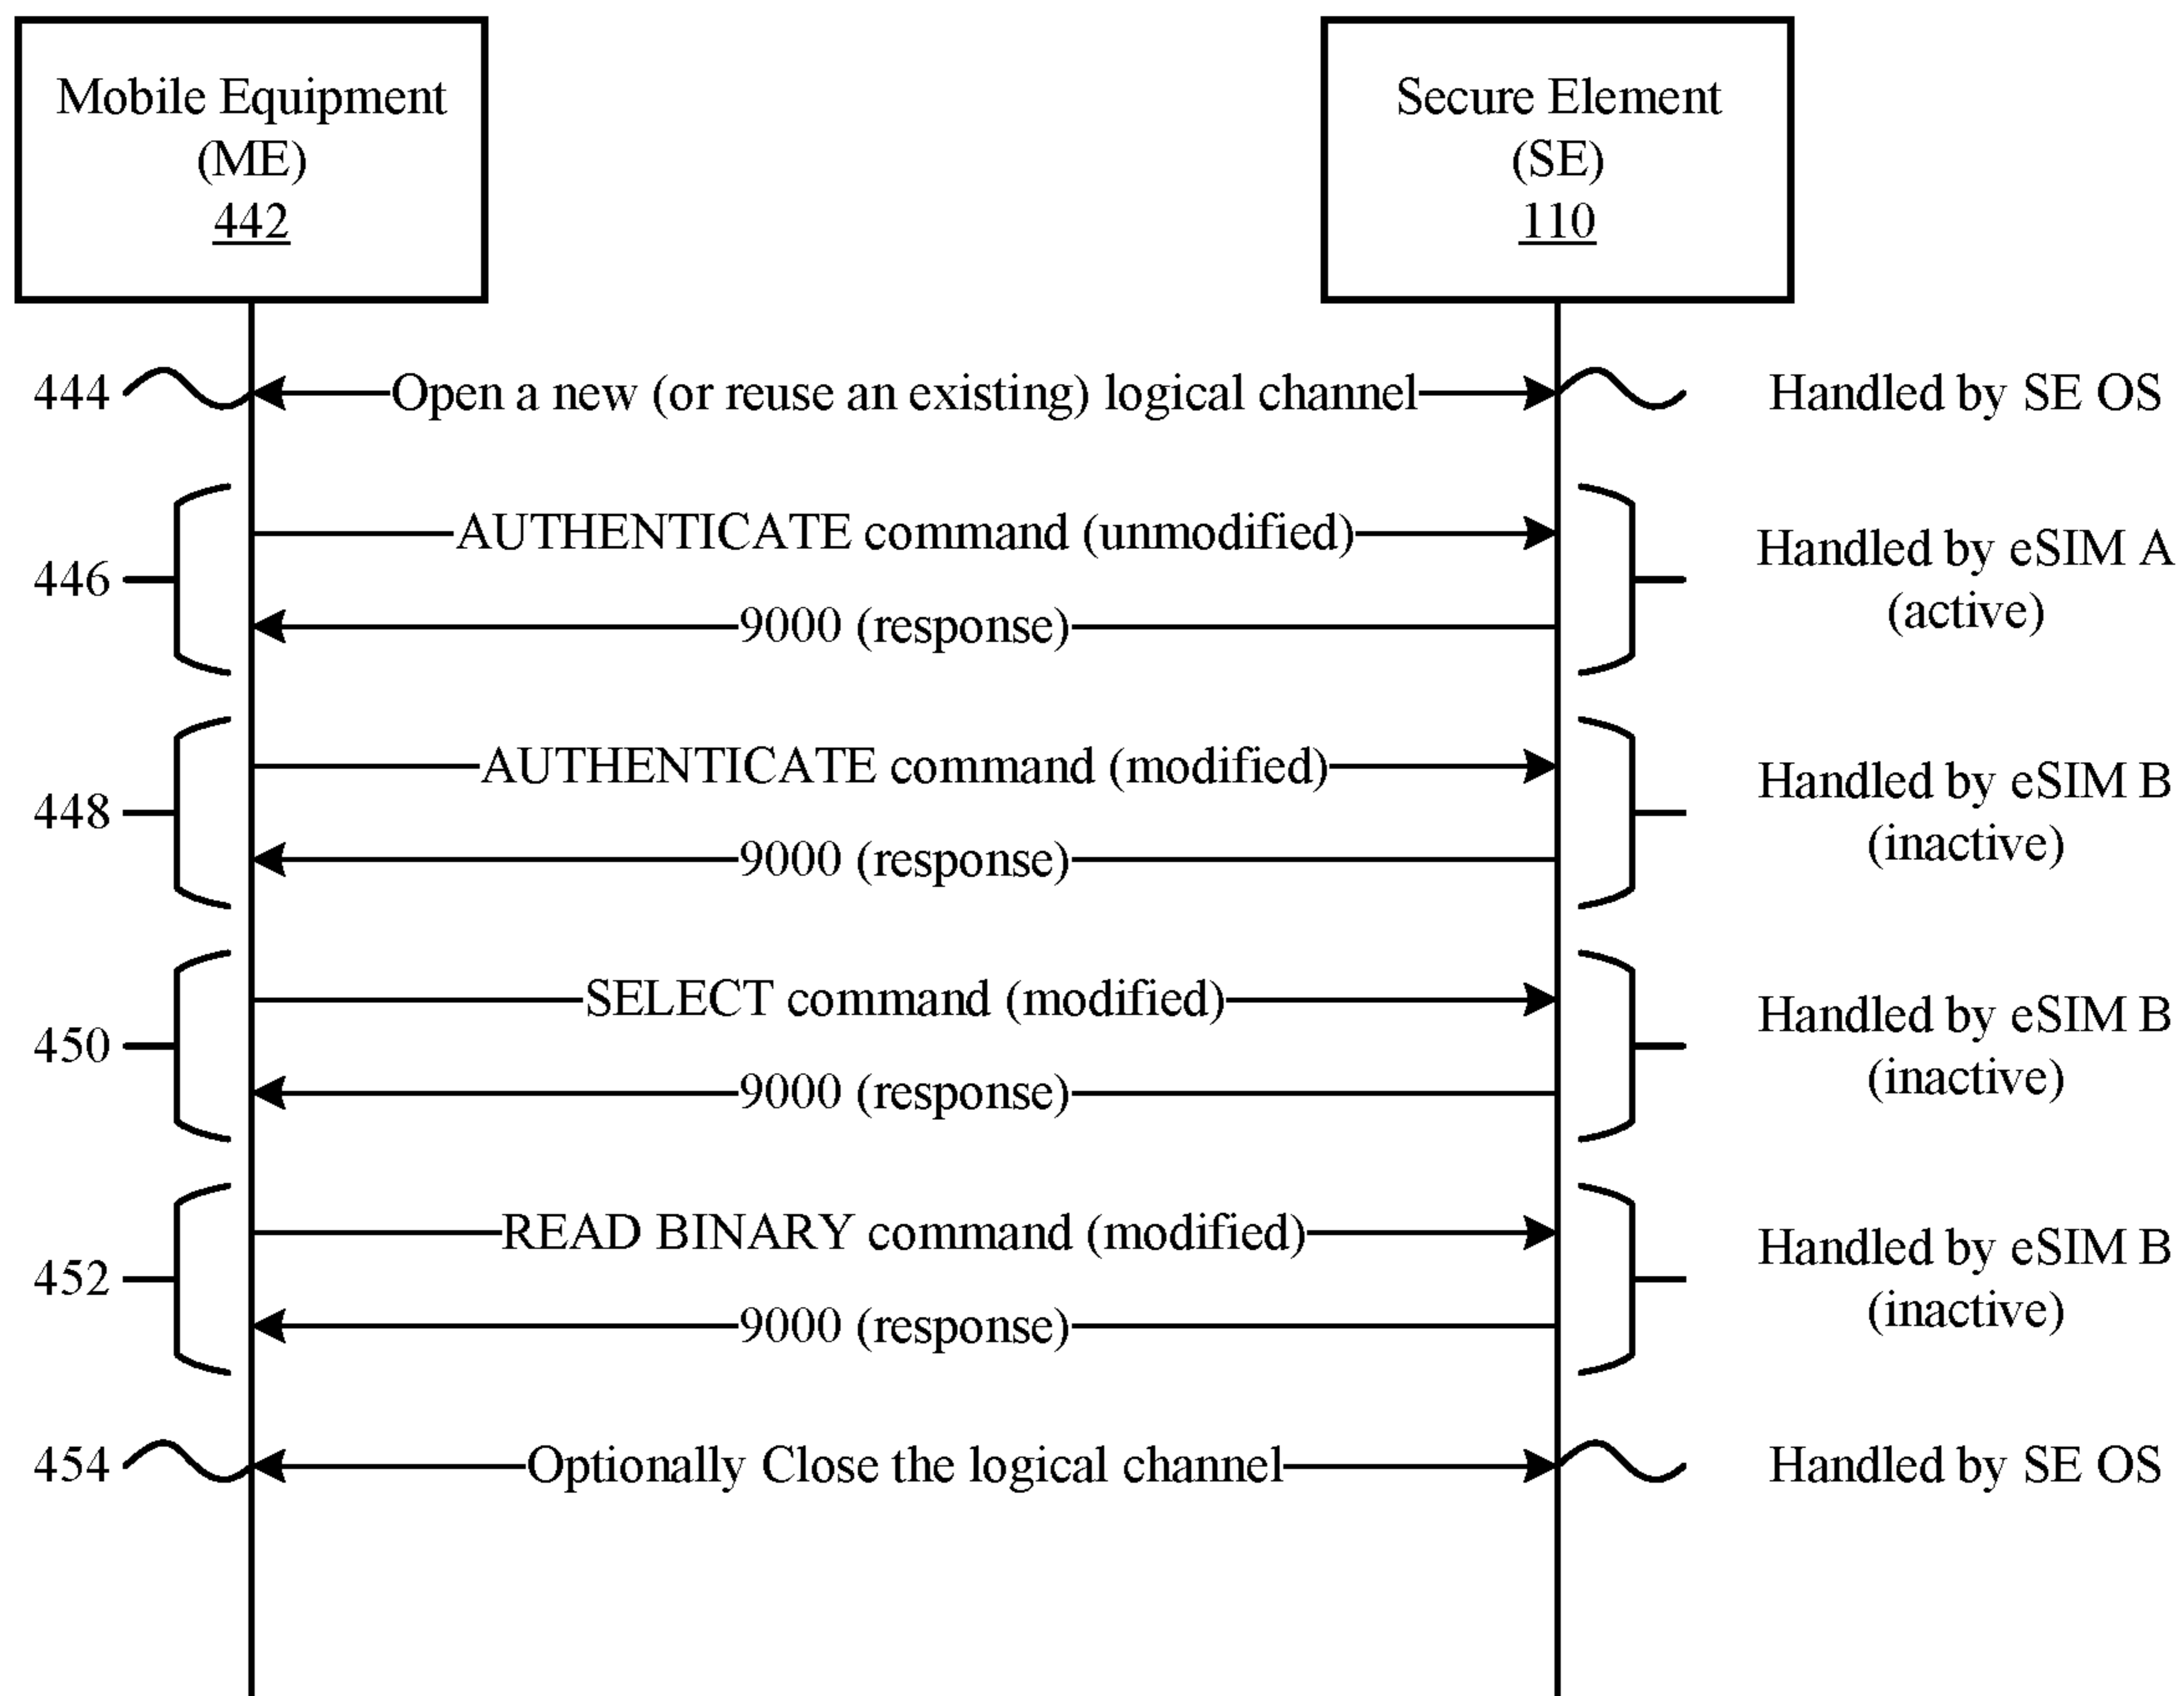 Mobile Equipment
(ME)
442
Secure Element
(SE)
110
444
Open a new (or reuse an existing) logical channel
Handled by SE OS
446
AUTHENTICATE command (unmodified)
9000 (response)
Handled by eSIM A
(active)
448
AUTHENTICATE command (modified)
9000 (response)
Handled by eSIM B
(inactive)
450
SELECT command (modified)
9000 (response)
Handled by eSIM B
(inactive)
452
READ BINARY command (modified)
9000 (response)
Handled by eSIM B
(inactive)
454
Optionally Close the logical channel
Handled by SE OS